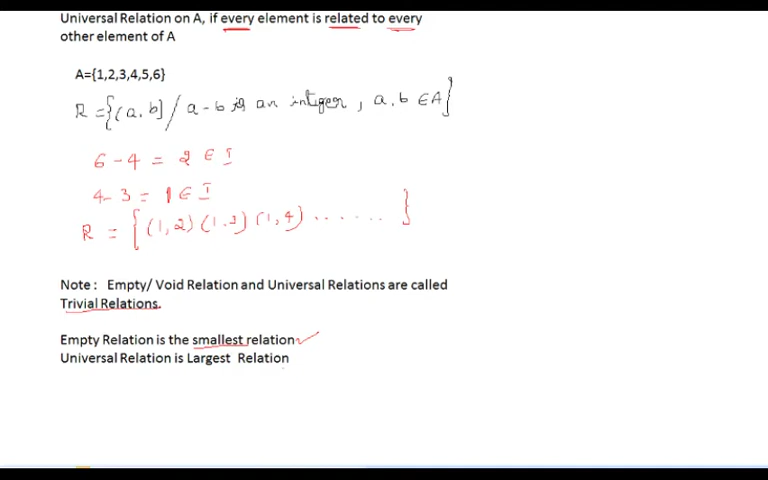 Universal Relation on A, if every element is related to every
other element of A
A={1,2,3,4,5,6}
R = {(a, b] / a - b is an integer, a, b ∈ A}
6 - 4 = 2 ∈ I
4 - 3 = 1 ∈ I
R = { (1, 2) (1.3) (1, 4) ....... }
Note : Empty/ Void Relation and Universal Relations are called
Trivial Relations.
Empty Relation is the smallest relation
Universal Relation is Largest Relation